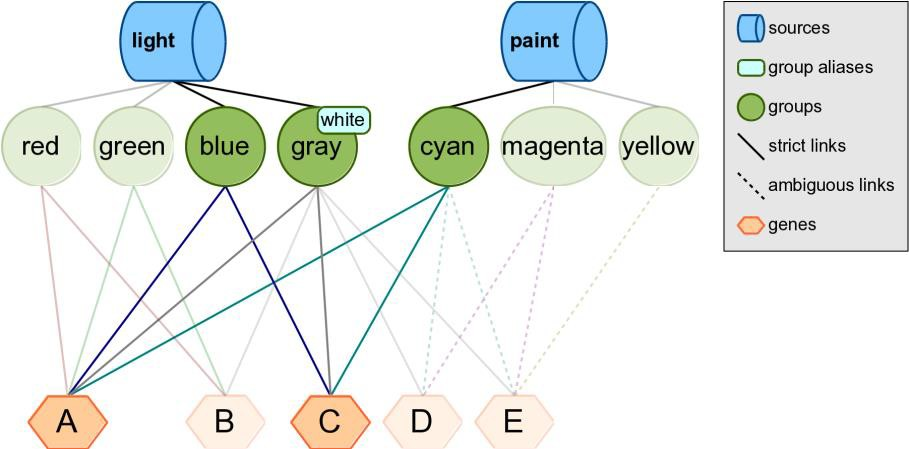 light
paint
white
red
green
blue
gray
cyan
magenta
yellow
A
B
C
D
E
sources
group aliases
groups
strict links
ambiguous links
genes